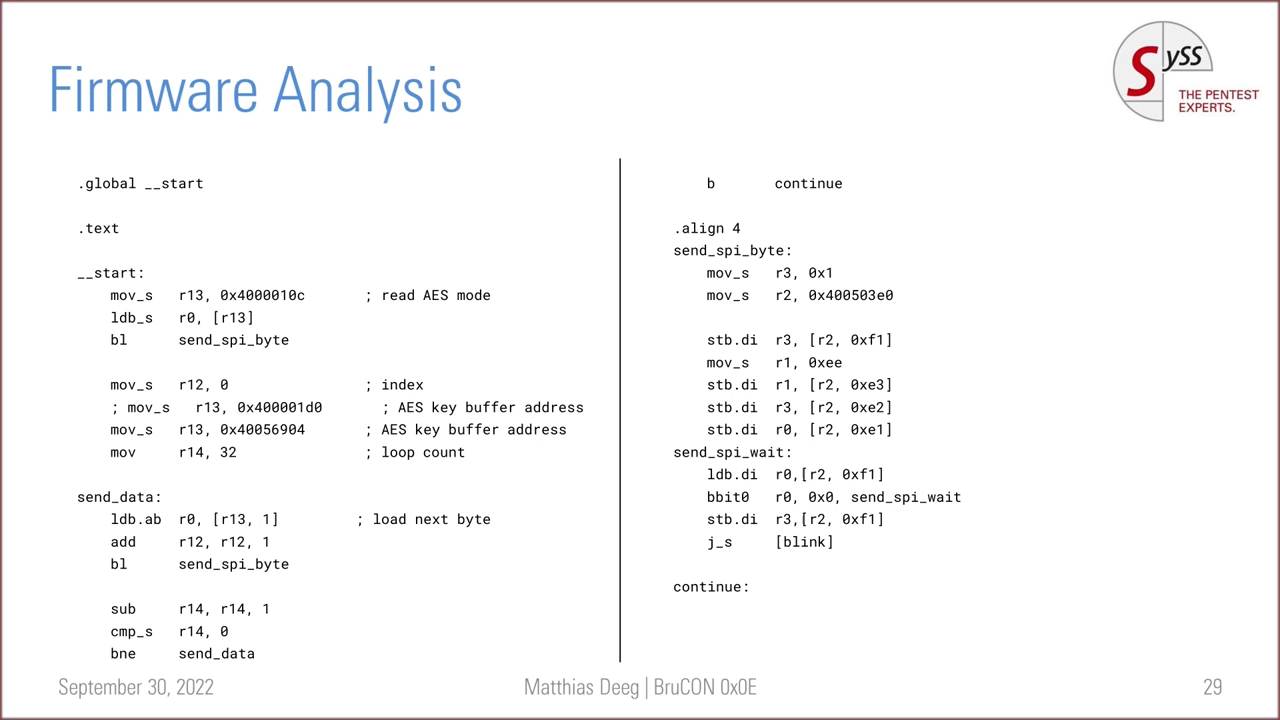 Firmware Analysis
SySS
THE PENTEST
EXPERTS.
.global __start
.text
__start:
mov_s r13, 0x4000010c ; read AES mode
ldb_s r0, [r13]
bl send_spi_byte
mov_s r12, 0 ; index
; mov_s r13, 0x400001d0 ; AES key buffer address
mov_s r13, 0x40056904 ; AES key buffer address
mov r14, 32 ; loop count
send_data:
ldb.ab r0, [r13, 1] ; load next byte
add r12, r12, 1
bl send_spi_byte
sub r14, r14, 1
cmp_s r14, 0
bne send_data
b continue
.align 4
send_spi_byte:
mov_s r3, 0x1
mov_s r2, 0x400503e0
stb.di r3, [r2, 0xf1]
mov_s r1, 0xee
stb.di r1, [r2, 0xe3]
stb.di r3, [r2, 0xe2]
stb.di r0, [r2, 0xe1]
send_spi_wait:
ldb.di r0,[r2, 0xf1]
bbit0 r0, 0x0, send_spi_wait
stb.di r3,[r2, 0xf1]
j_s [blink]
continue:
September 30, 2022
Matthias Deeg | BruCON 0x0E
29